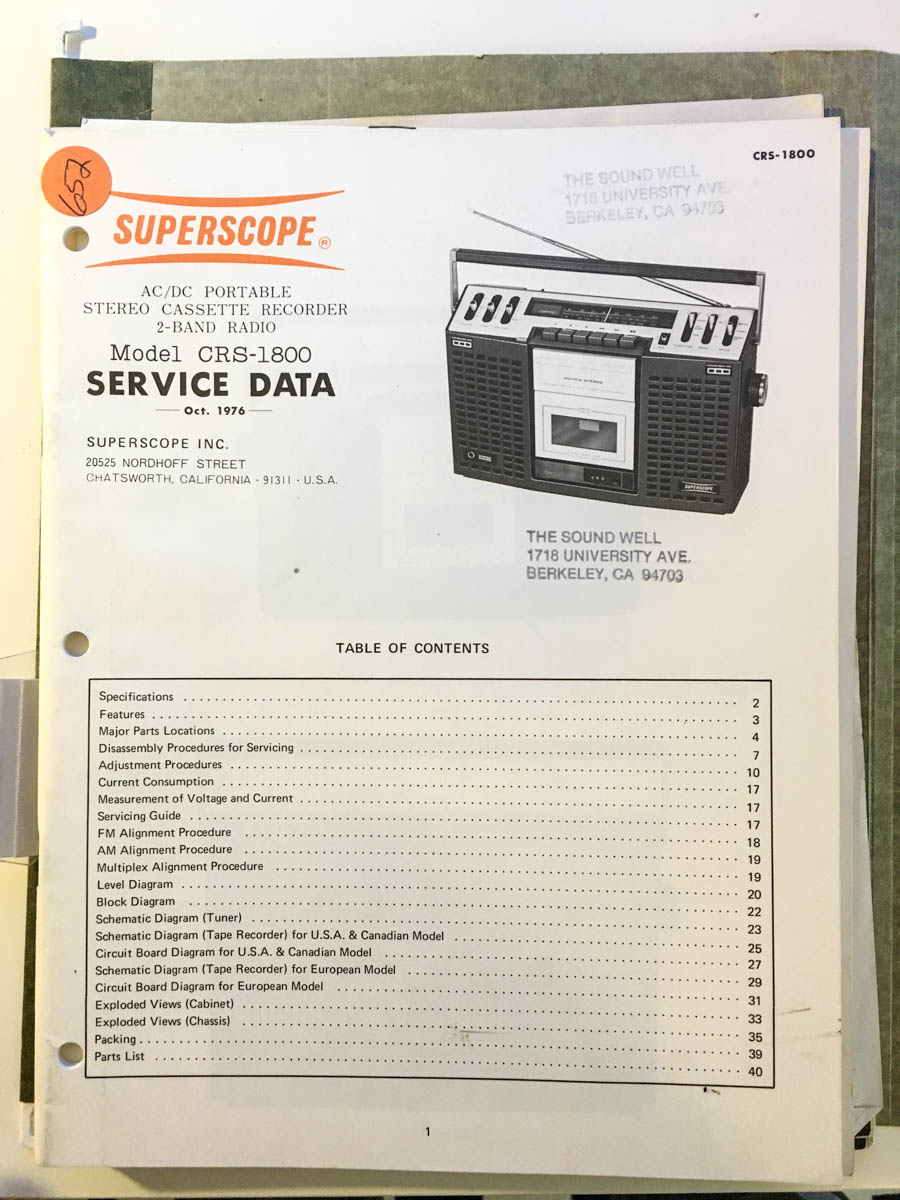 CRS-1800
652
THE SOUND WELL
1718 UNIVERSITY AVE.
BERKELEY, CA 94703
SUPERSCOPE®
AC/DC PORTABLE
STEREO CASSETTE RECORDER
2-BAND RADIO
Model CRS-1800
SERVICE DATA
Oct. 1976
SUPERSCOPE INC.
20525 NORDHOFF STREET
CHATSWORTH, CALIFORNIA · 91311 · U.S.A.
SUPERSCOPE
THE SOUND WELL
1718 UNIVERSITY AVE.
BERKELEY, CA 94703
TABLE OF CONTENTS
Specifications 2
Features 3
Major Parts Locations 4
Disassembly Procedures for Servicing 7
Adjustment Procedures 10
Current Consumption 17
Measurement of Voltage and Current 17
Servicing Guide 17
FM Alignment Procedure 18
AM Alignment Procedure 19
Multiplex Alignment Procedure 19
Level Diagram 20
Block Diagram 22
Schematic Diagram (Tuner) 23
Schematic Diagram (Tape Recorder) for U.S.A. & Canadian Model 25
Circuit Board Diagram for U.S.A. & Canadian Model 27
Schematic Diagram (Tape Recorder) for European Model 29
Circuit Board Diagram for European Model 31
Exploded Views (Cabinet) 33
Exploded Views (Chassis) 35
Packing 39
Parts List 40
1